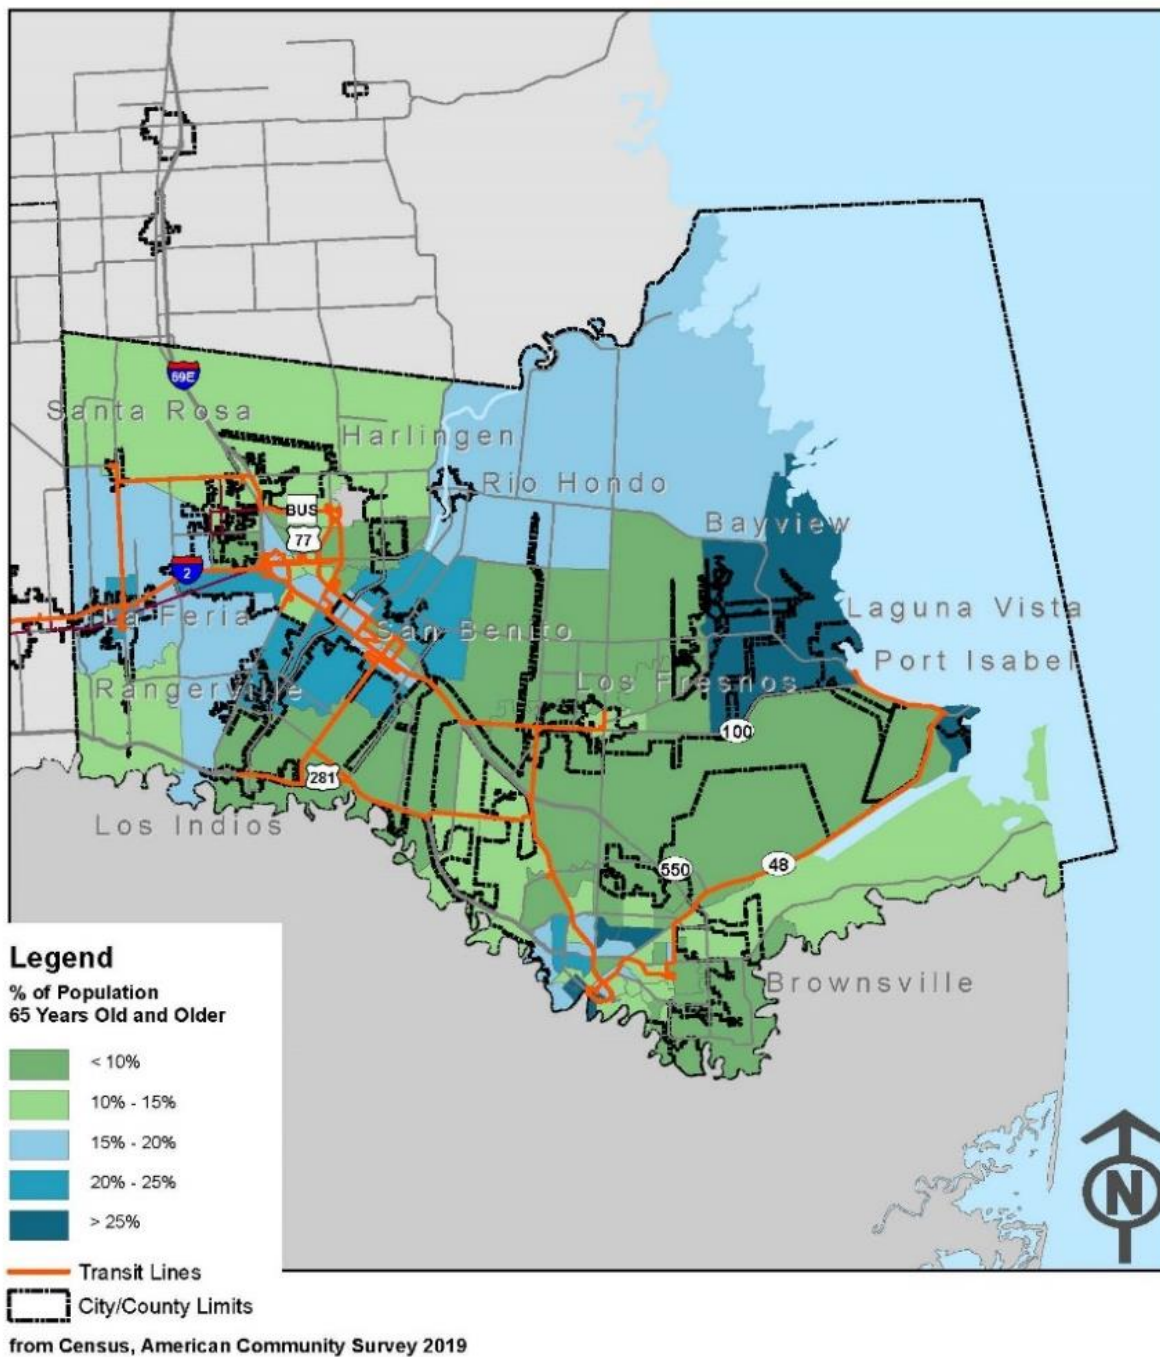 69E
Santa Rosa
Harlingen
Rio Hondo
BUS
77
Bayview
2
La Feria
San Benito
Laguna Vista
Port Isabel
Rangerville
Los Fresnos
100
281
Los Indios
550
48
Brownsville
Legend
% of Population
65 Years Old and Older
< 10%
10% - 15%
15% - 20%
20% - 25%
> 25%
Transit Lines
City/County Limits
from Census, American Community Survey 2019
N